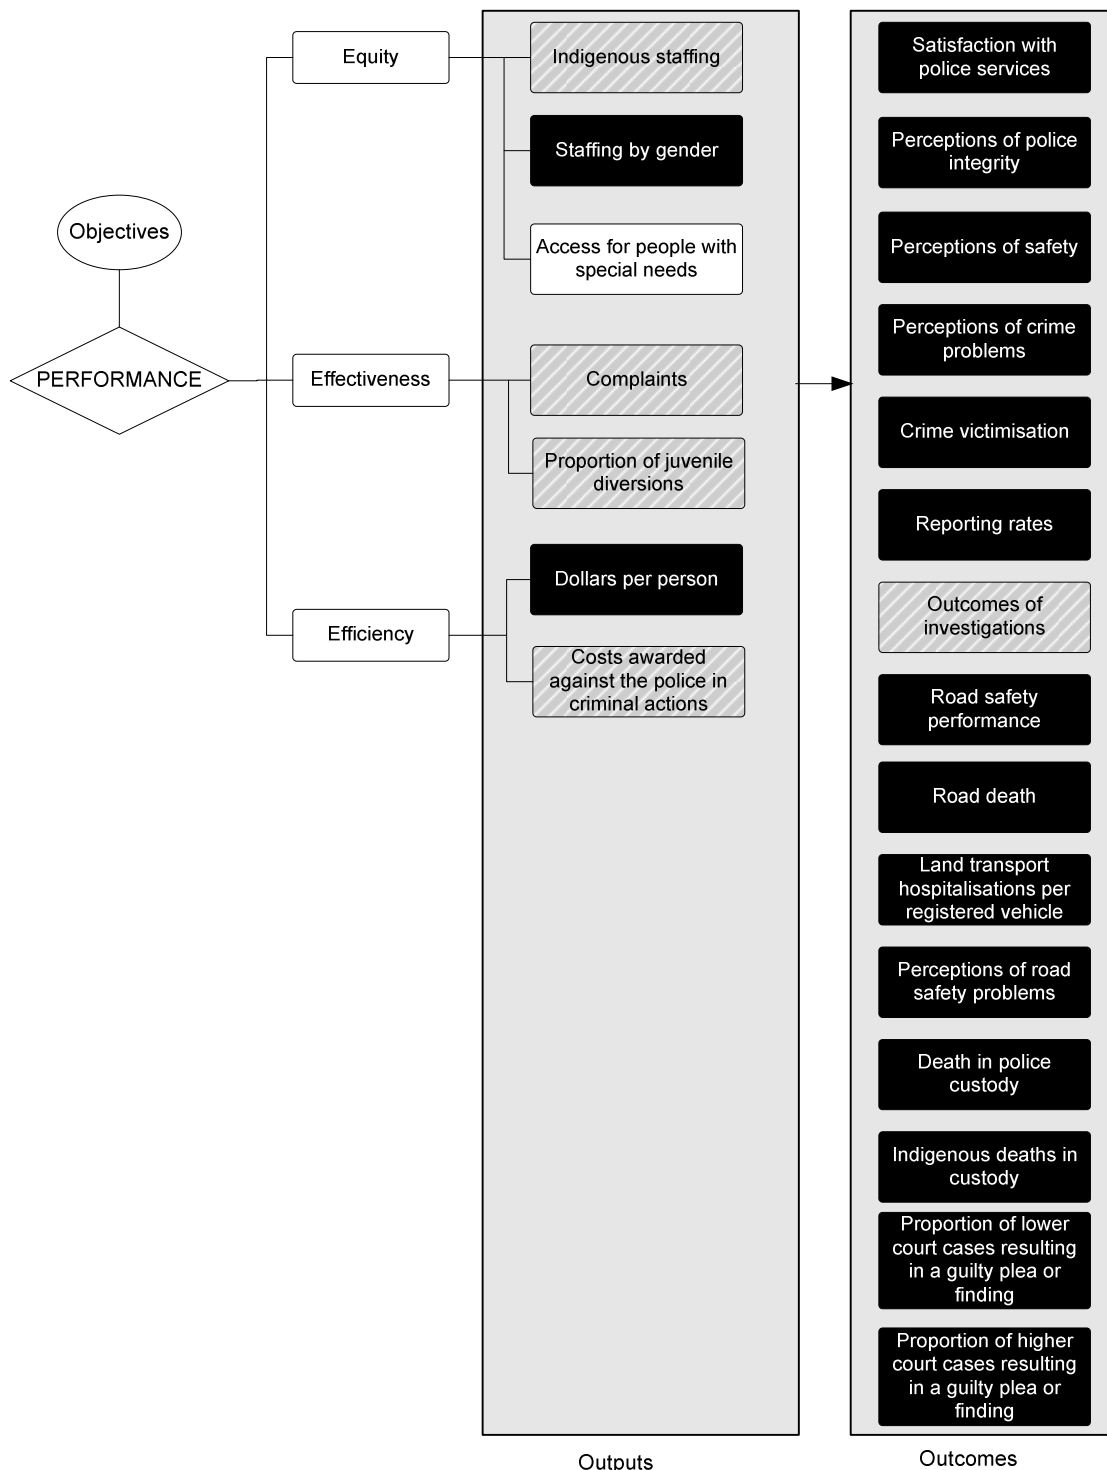 Objectives
PERFORMANCE
Equity
Effectiveness
Efficiency
Indigenous staffing
Staffing by gender
Access for people with
special needs
Complaints
Proportion of juvenile
diversions
Dollars per person
Costs awarded
against the police in
criminal actions
Outputs
Satisfaction with
police services
Perceptions of police
integrity
Perceptions of safety
Perceptions of crime
problems
Crime victimisation
Reporting rates
Outcomes of
investigations
Road safety
performance
Road death
Land transport
hospitalisations per
registered vehicle
Perceptions of road
safety problems
Death in police
custody
Indigenous deaths in
custody
Proportion of lower
court cases resulting
in a guilty plea or
finding
Proportion of higher
court cases resulting
in a guilty plea or
finding
Outcomes